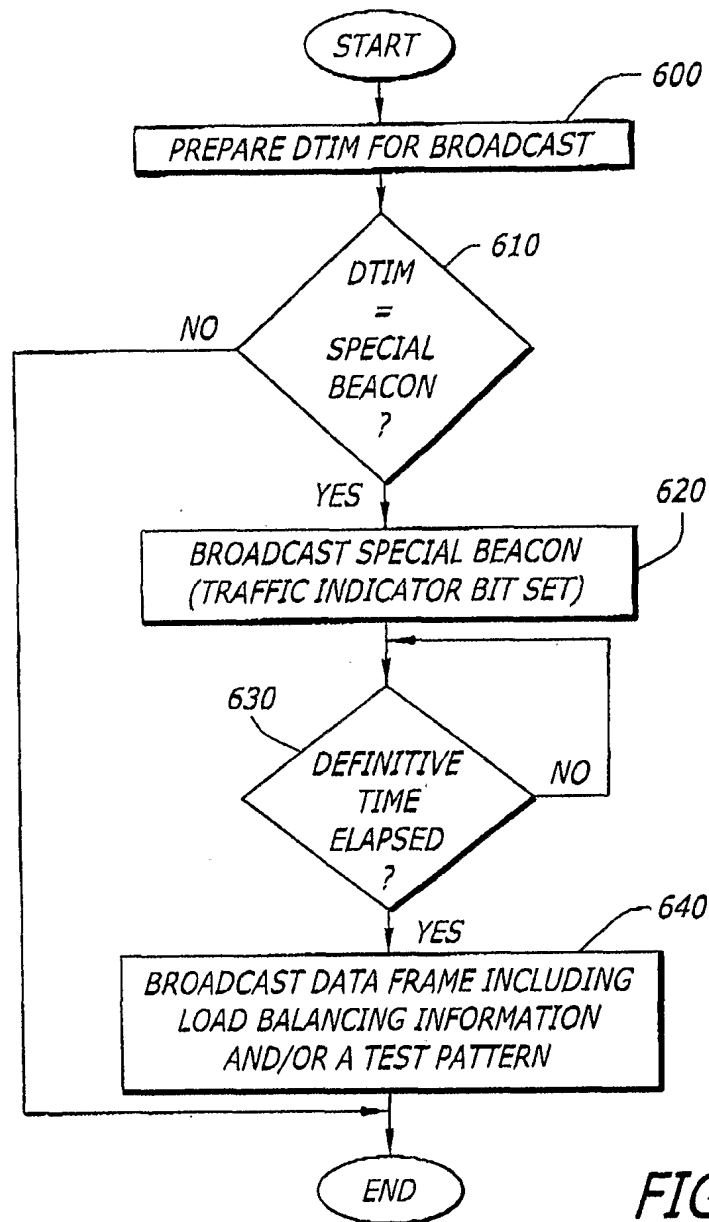 START
600
PREPARE DTIM FOR BROADCAST
610
DTIM
=
SPECIAL
BEACON
?
NO
YES
620
BROADCAST SPECIAL BEACON
(TRAFFIC INDICATOR BIT SET)
630
DEFINITIVE
TIME
ELAPSED
?
NO
YES
640
BROADCAST DATA FRAME INCLUDING
LOAD BALANCING INFORMATION
AND/OR A TEST PATTERN
END
FIG